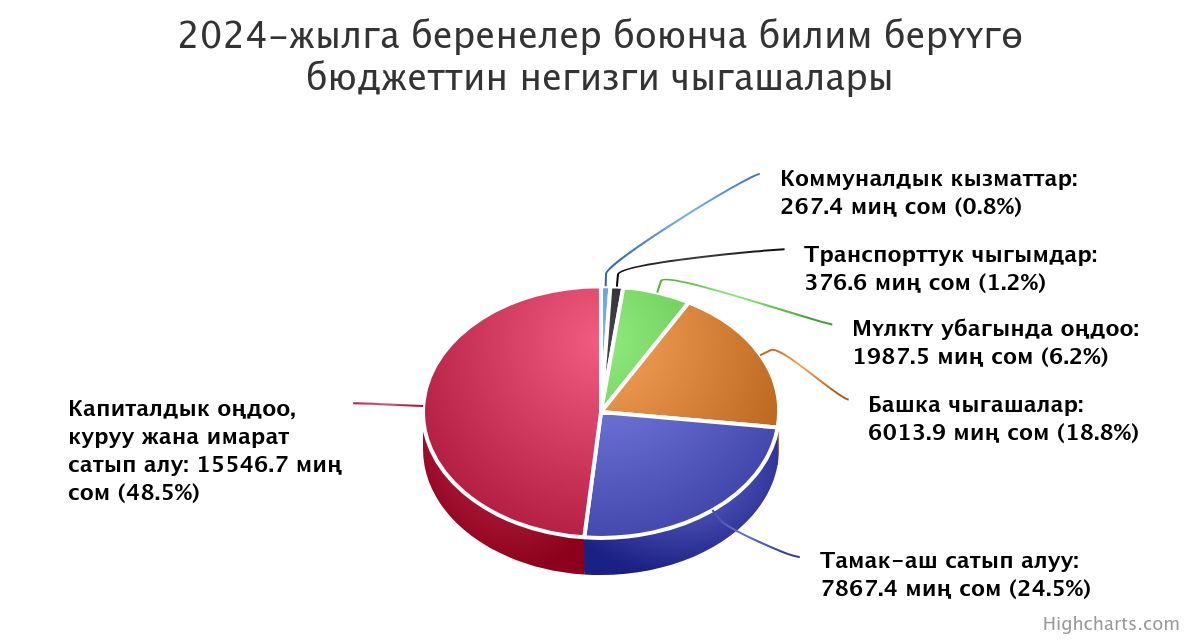 2024-жылга беренелер боюнча билим берүүгө
бюджеттин негизги чыгашалары
Коммуналдык кызматтар:
267.4 миң сом (0.8%)
Транспорттук чыгымдар:
376.6 миң сом (1.2%)
Мүлктү убагында оңдоо:
1987.5 миң сом (6.2%)
Башка чыгашалар:
6013.9 миң сом (18.8%)
Капиталдык оңдоо,
куруу жана имарат
сатып алу: 15546.7 миң
сом (48.5%)
Тамак-аш сатып алуу:
7867.4 миң сом (24.5%)
Highcharts.com